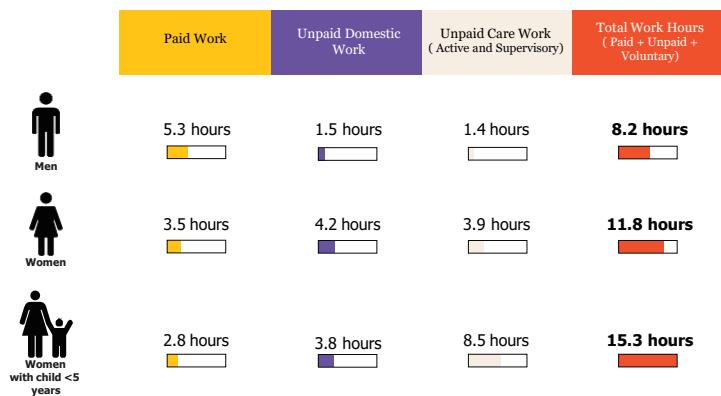 Paid Work
Unpaid Domestic
Work
Unpaid Care Work
( Active and Supervisory)
Total Work Hours
( Paid + Unpaid +
Voluntary)
Men
5.3 hours
1.5 hours
1.4 hours
8.2 hours
Women
3.5 hours
4.2 hours
3.9 hours
11.8 hours
Women
with child <5
years
2.8 hours
3.8 hours
8.5 hours
15.3 hours